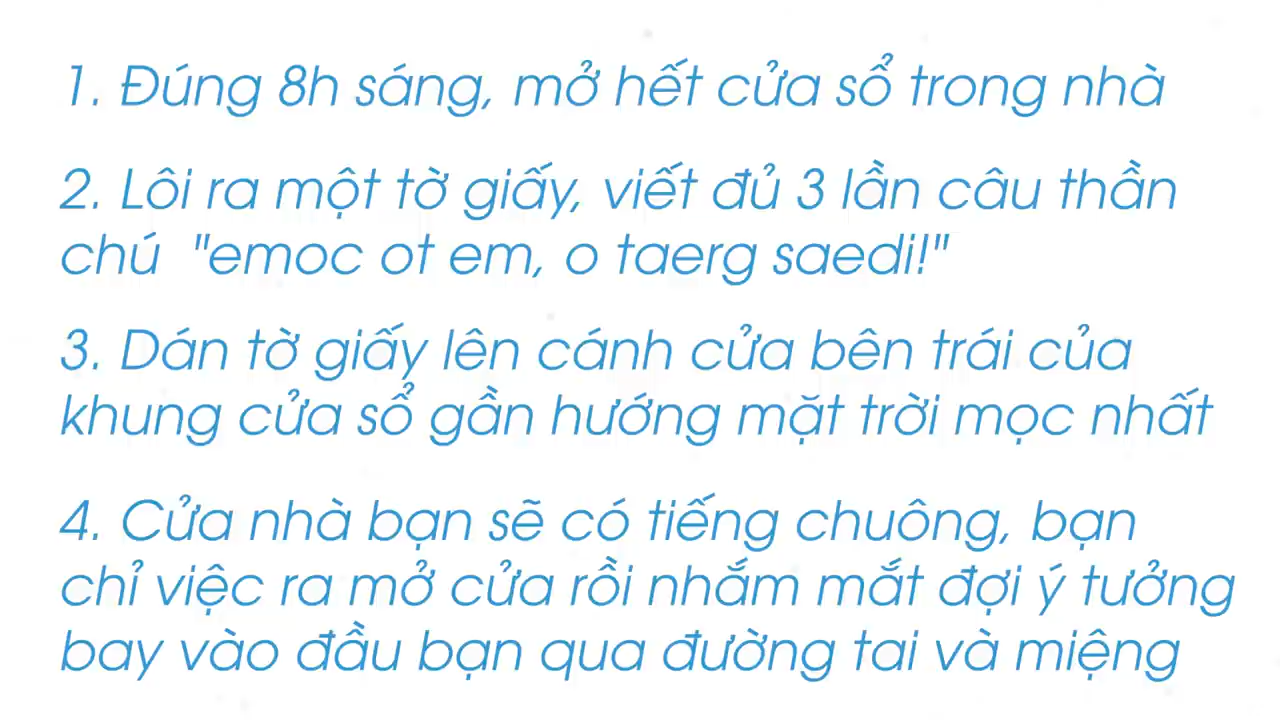 1. Đúng 8h sáng, mở hết cửa sổ trong nhà
2. Lôi ra một tờ giấy, viết đủ 3 lần câu thần
chú "emoc ot em, o taerg saedi!"
3. Dán tờ giấy lên cánh cửa bên trái của
khung cửa sổ gần hướng mặt trời mọc nhất
4. Cửa nhà bạn sẽ có tiếng chuông, bạn
chỉ việc ra mở cửa rồi nhắm mắt đợi ý tưởng
bay vào đầu bạn qua đường tai và miệng